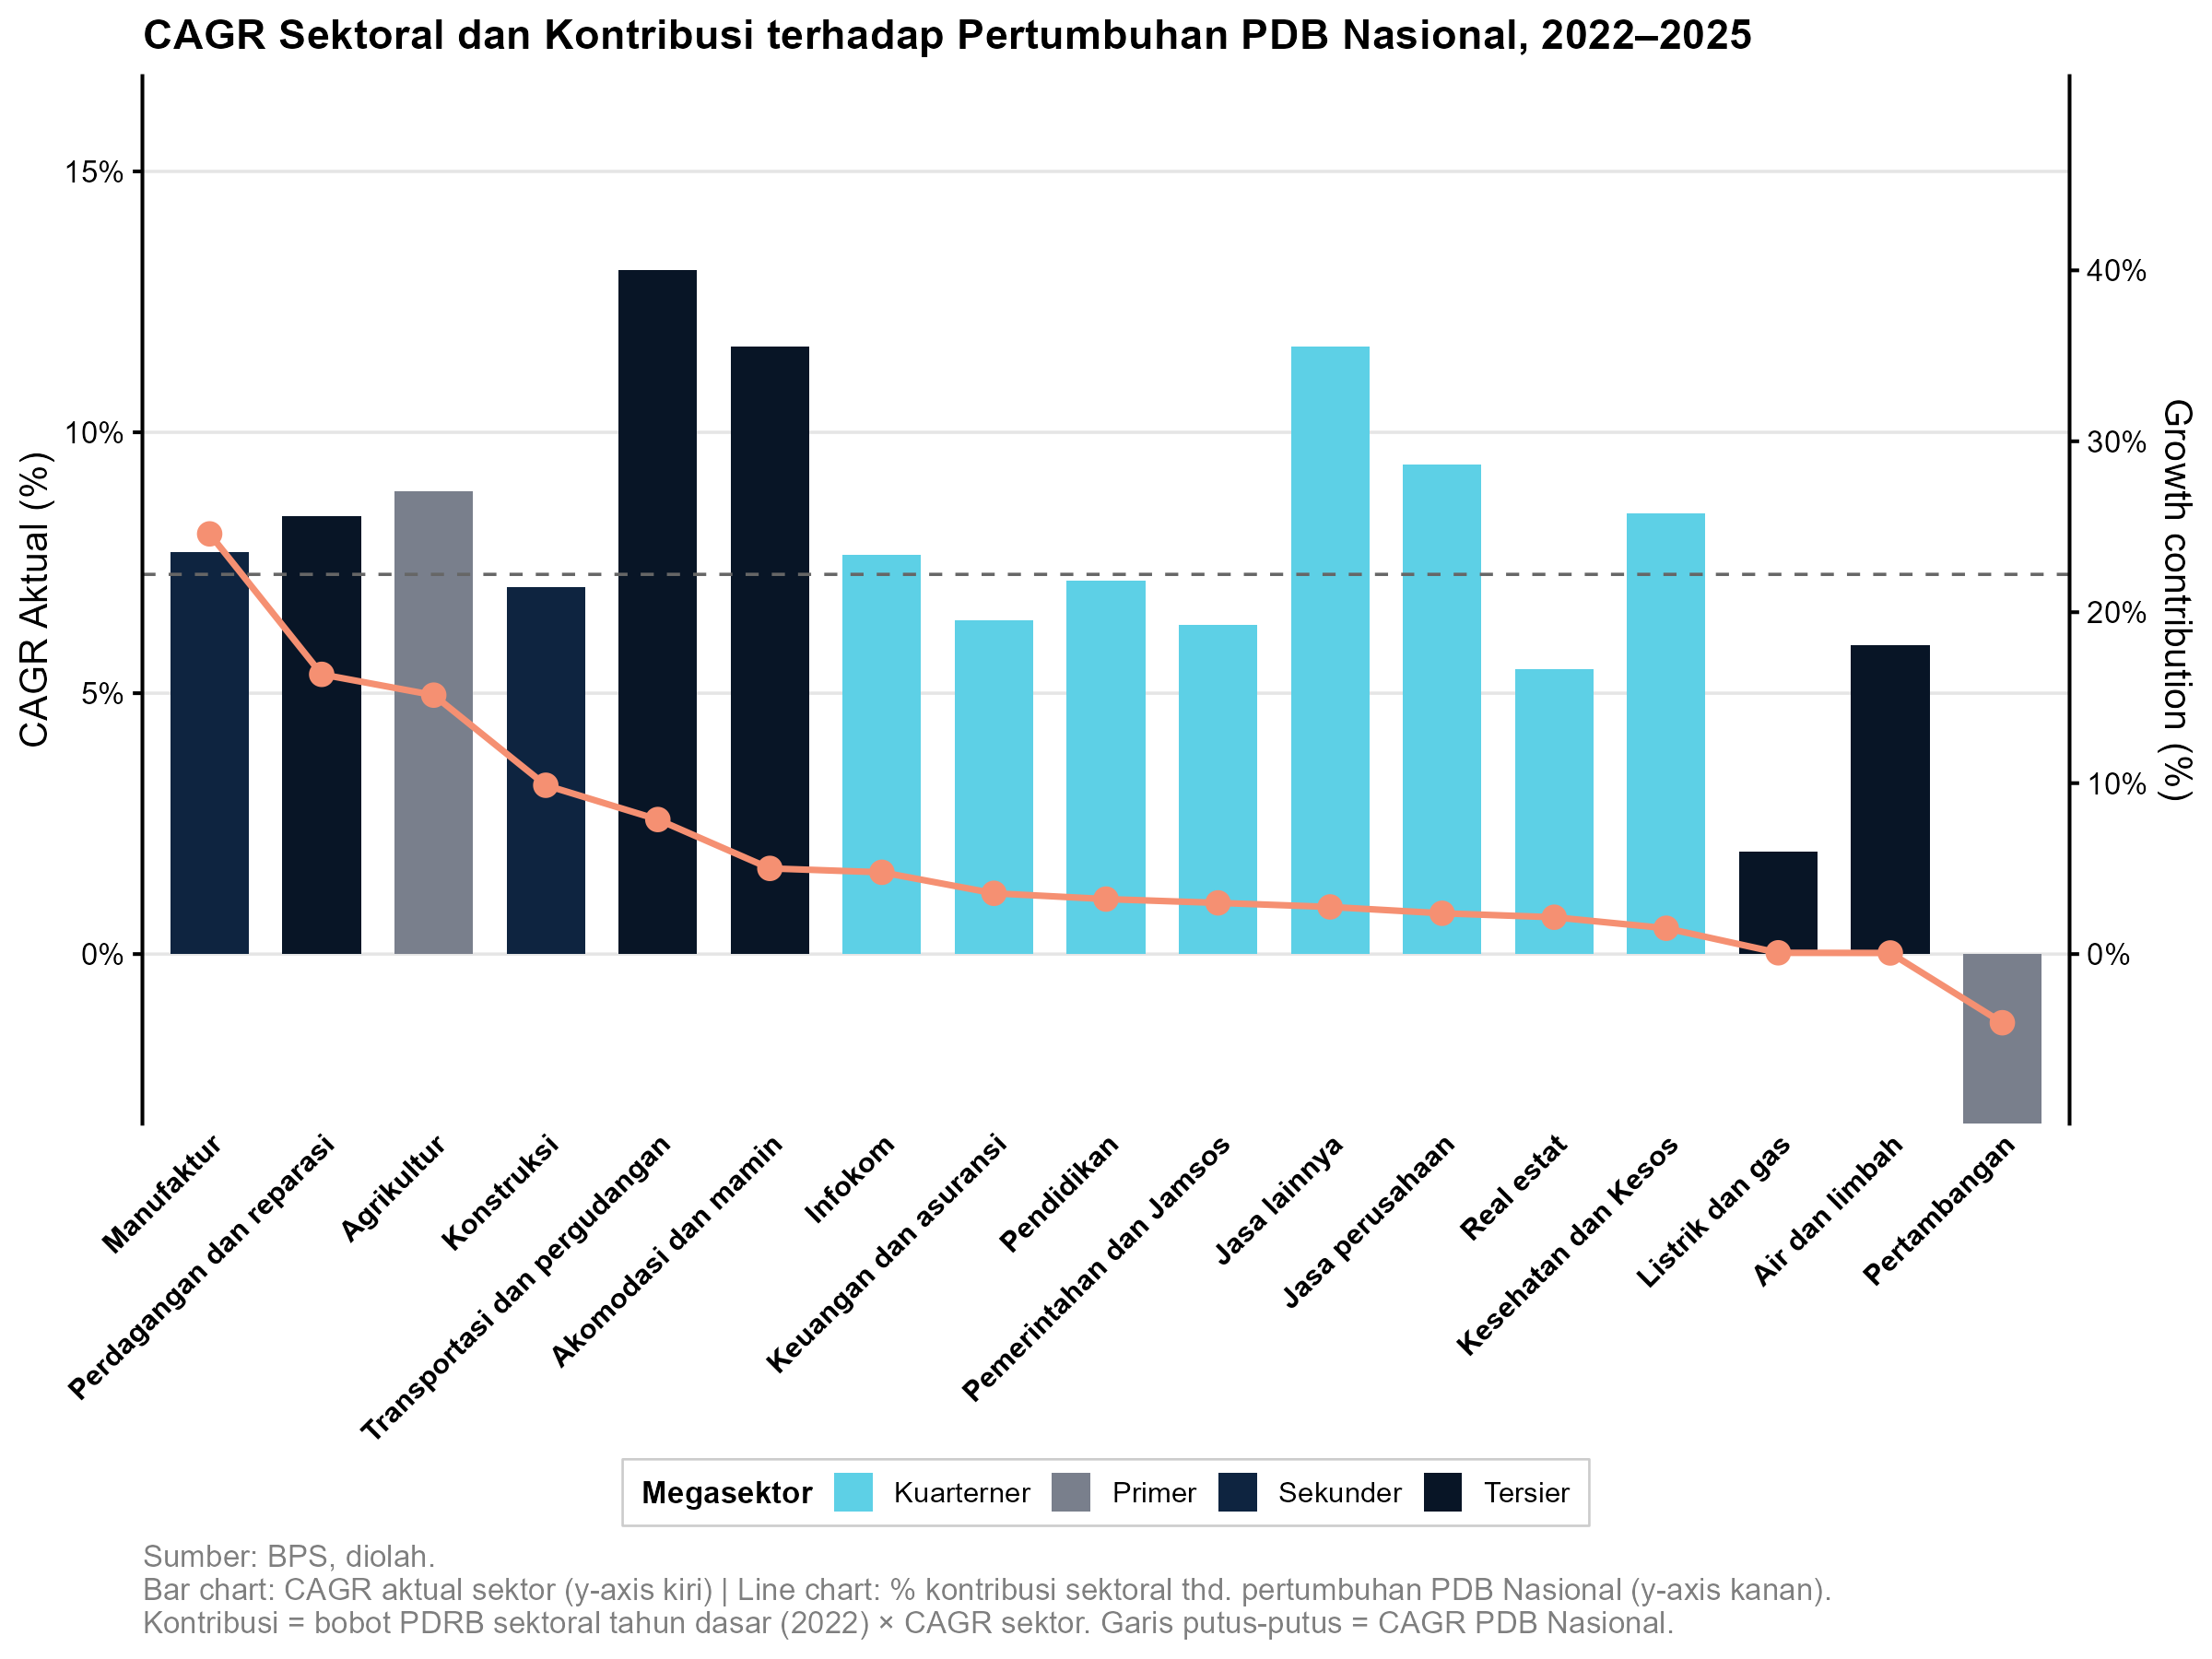 CAGR Sektoral dan Kontribusi terhadap Pertumbuhan PDB Nasional, 2022–2025
CAGR Aktual (%)
15%
10%
5%
0%
40%
30%
20%
10%
0%
Growth contribution (%)
Manufaktur
Perdagangan dan reparasi
Agrikultur
Konstruksi
Transportasi dan pergudangan
Akomodasi dan mamin
Infokom
Keuangan dan asuransi
Pendidikan
Pemerintahan dan Jamsos
Jasa lainnya
Jasa perusahaan
Real estat
Kesehatan dan Kesos
Listrik dan gas
Air dan limbah
Pertambangan
Megasektor Kuarterner Primer Sekunder Tersier
Sumber: BPS, diolah.
Bar chart: CAGR aktual sektor (y-axis kiri) | Line chart: % kontribusi sektoral thd. pertumbuhan PDB Nasional (y-axis kanan).
Kontribusi = bobot PDRB sektoral tahun dasar (2022) × CAGR sektor. Garis putus-putus = CAGR PDB Nasional.